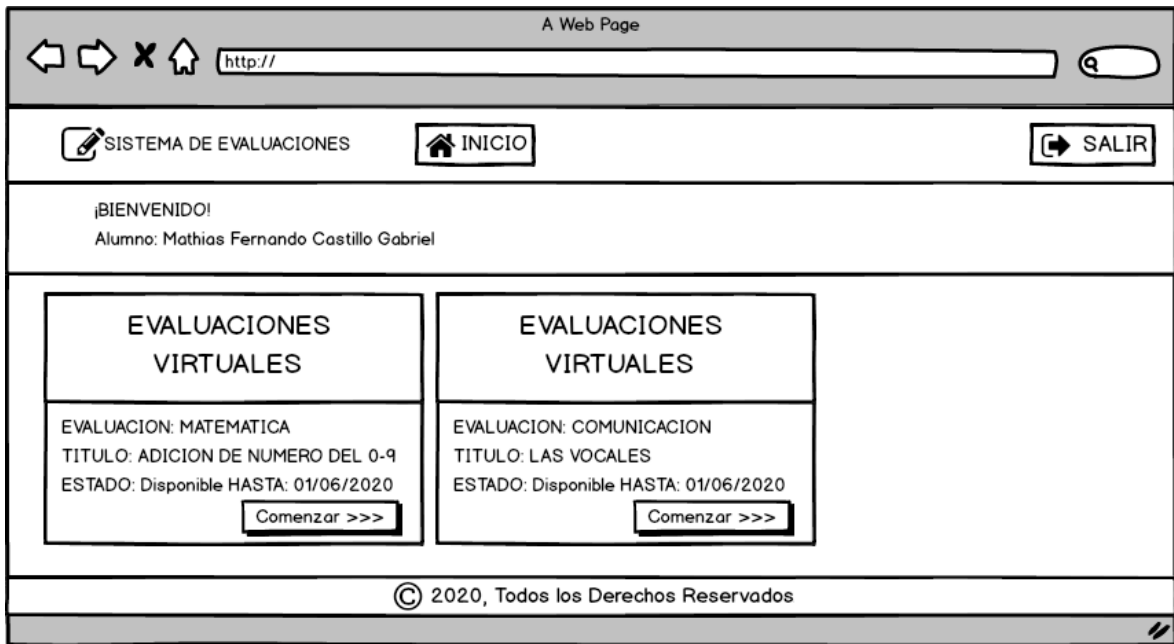 A Web Page
http://
SISTEMA DE EVALUACIONES
INICIO
SALIR
¡BIENVENIDO!
Alumno: Mathias Fernando Castillo Gabriel
EVALUACIONES
VIRTUALES
EVALUACION: MATEMATICA
TITULO: ADICION DE NUMERO DEL 0-9
ESTADO: Disponible HASTA: 01/06/2020
Comenzar >>>
EVALUACIONES
VIRTUALES
EVALUACION: COMUNICACION
TITULO: LAS VOCALES
ESTADO: Disponible HASTA: 01/06/2020
Comenzar >>>
© 2020, Todos los Derechos Reservados